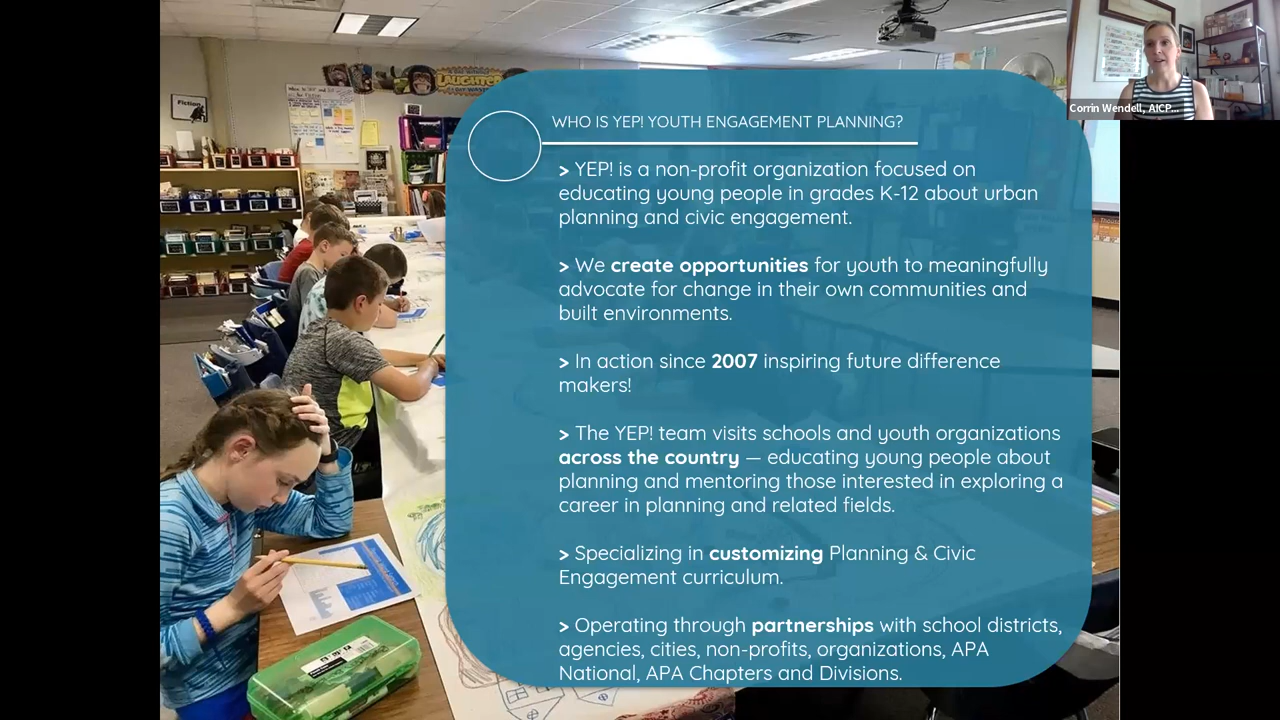 LAUGHTER
Fiction
Corrin Wendell, AICP...
WHO IS YEP! YOUTH ENGAGEMENT PLANNING?
> YEP! is a non-profit organization focused on
educating young people in grades K-12 about urban
planning and civic engagement.
> We create opportunities for youth to meaningfully
advocate for change in their own communities and
built environments.
> In action since 2007 inspiring future difference
makers!
> The YEP! team visits schools and youth organizations
across the country — educating young people about
planning and mentoring those interested in exploring a
career in planning and related fields.
> Specializing in customizing Planning & Civic
Engagement curriculum.
> Operating through partnerships with school districts,
agencies, cities, non-profits, organizations, APA
National, APA Chapters and Divisions.